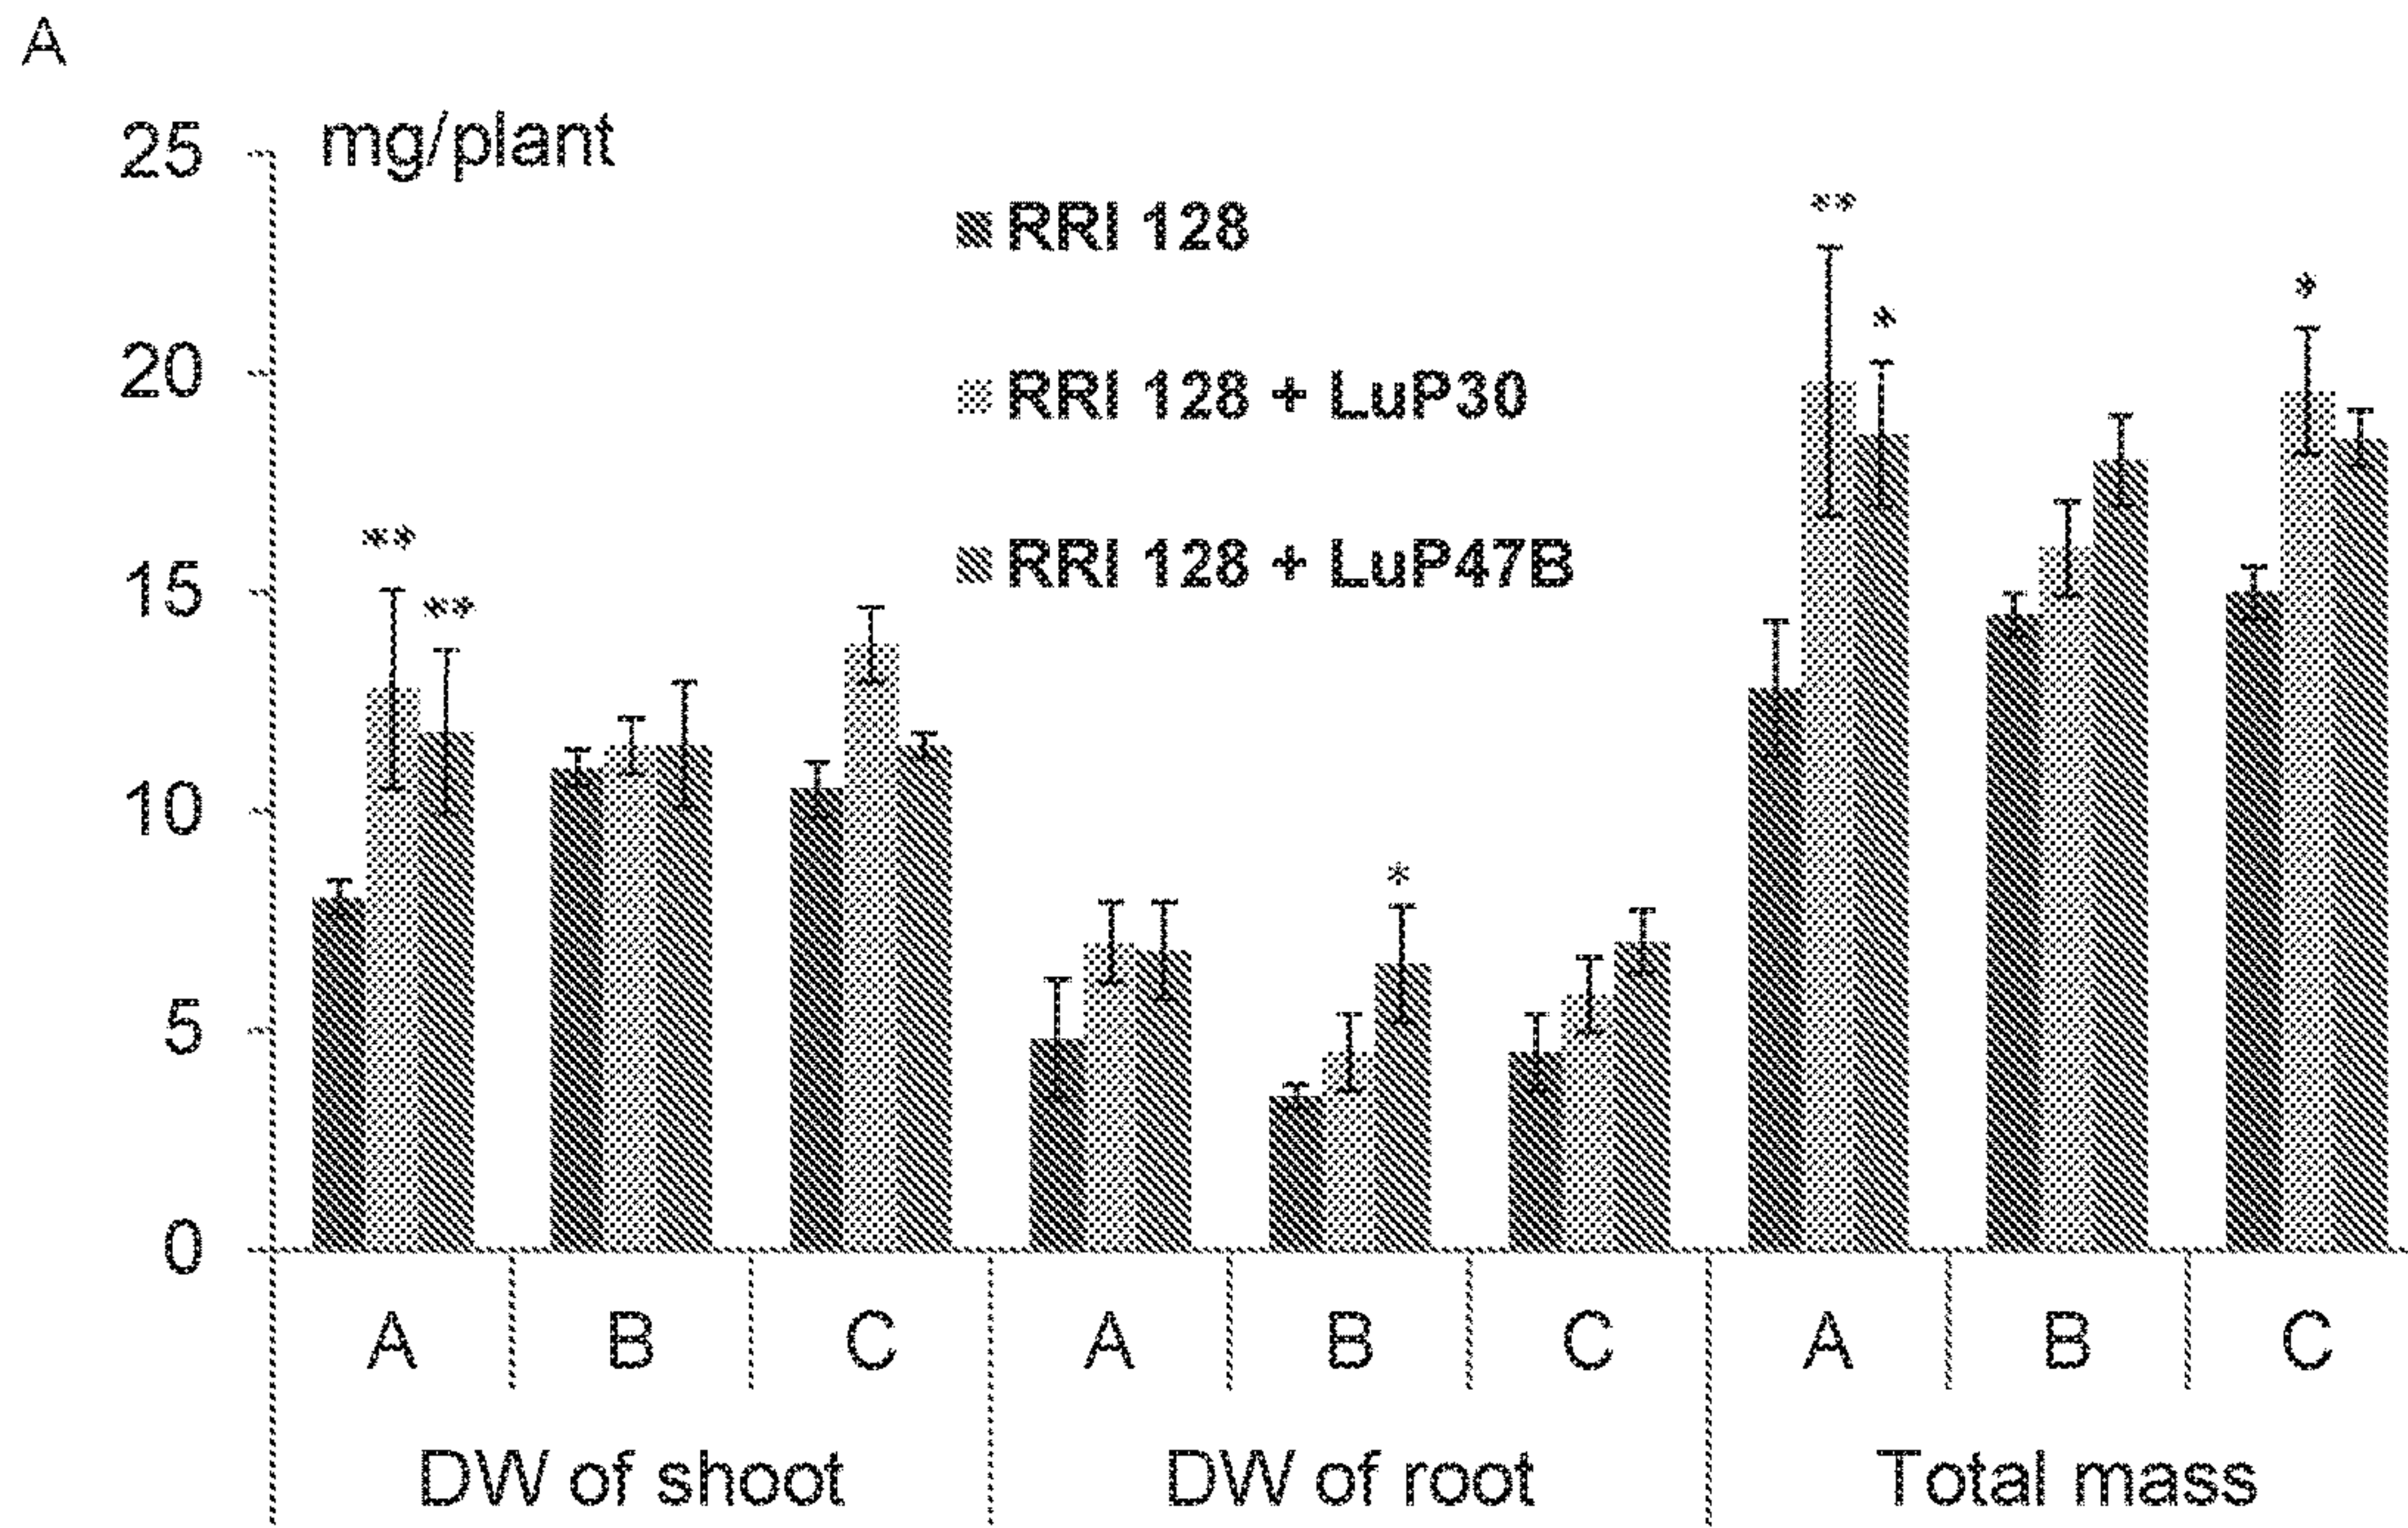 A
mg/plant
25
20
15
10
5
0
RRI 128
RRI 128 + LuP30
RRI 128 + LuP47B
**
**
*
**
*
*
A B C A B C A B C
DW of shoot DW of root Total mass